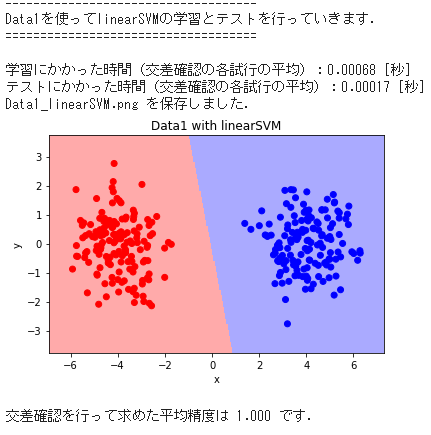 ------------------------------------
Data1を使ってlinearSVMの学習とテストを行っていきます.
====================================
学習にかかった時間（交差確認の各試行の平均）：0.00068 [秒]
テストにかかった時間（交差確認の各試行の平均）：0.00017 [秒]
Data1_linearSVM.png を保存しました.
Data1 with linearSVM
3
2
1
0
−1
−2
−3
y
−6 −4 −2 0 2 4 6
x
交差確認を行って求めた平均精度は 1.000 です.